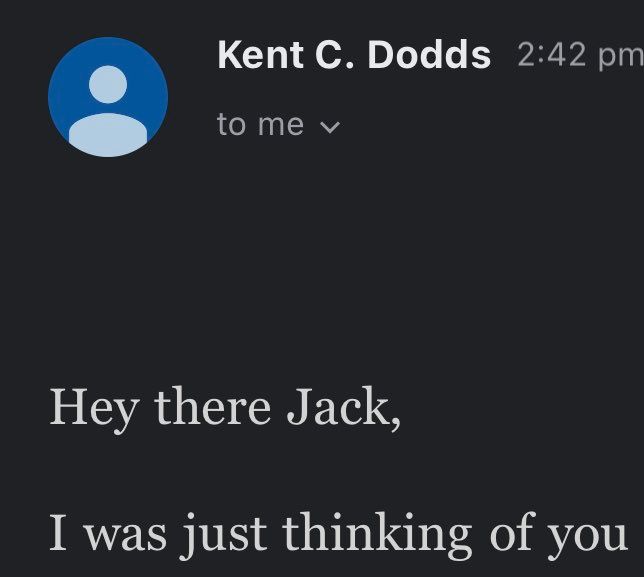 Kent C. Dodds 2:42 pm
to me
Hey there Jack,
I was just thinking of you